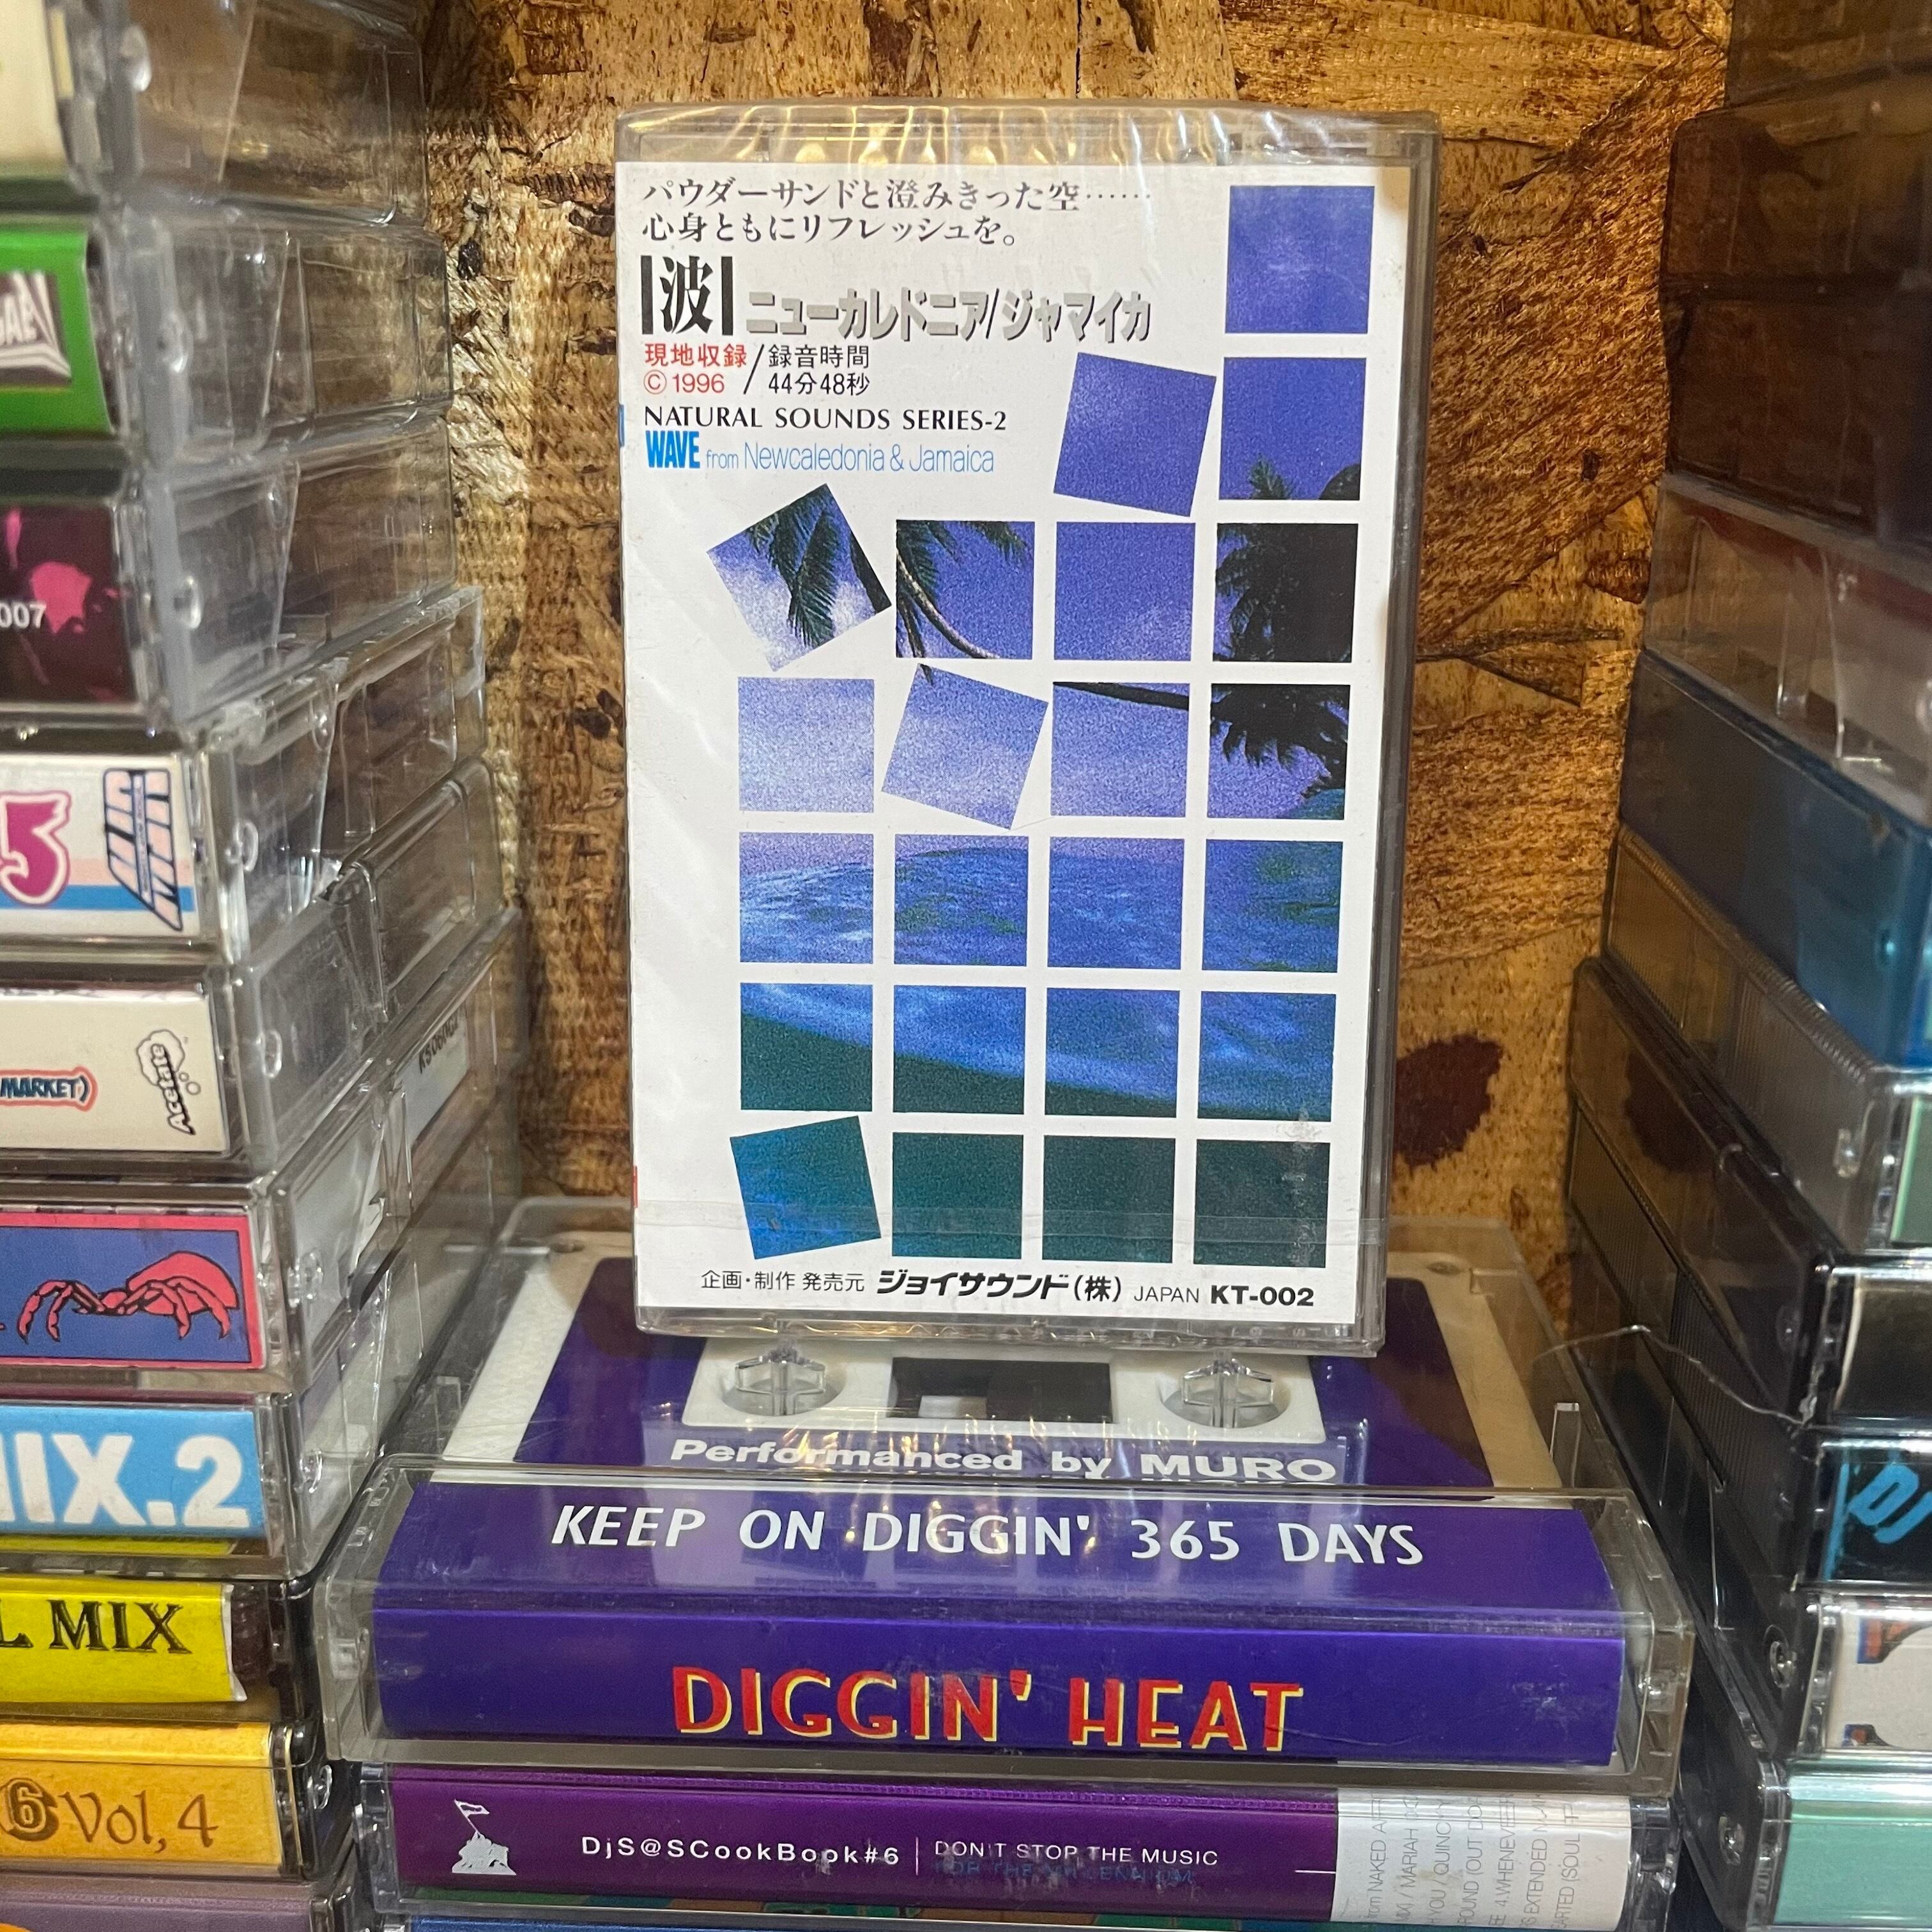 パウダーサンドと澄みきった空……
心身ともにリフレッシュを。
波 ニューカレドニア/ジャマイカ
現地収録/録音時間
©1996 44分48秒
NATURAL SOUNDS SERIES-2
WAVE from Newcaledonia & Jamaica
企画・制作 発売元 ジョイサウンド(株) JAPAN KT-002
Performanced by MURO
KEEP ON DIGGIN' 365 DAYS
DIGGIN' HEAT
DjS@SCookBook#6 DON'T STOP THE MUSIC
007
5
MARKET)
Acetate
MIX.2
L MIX
6 Vol, 4
DJ